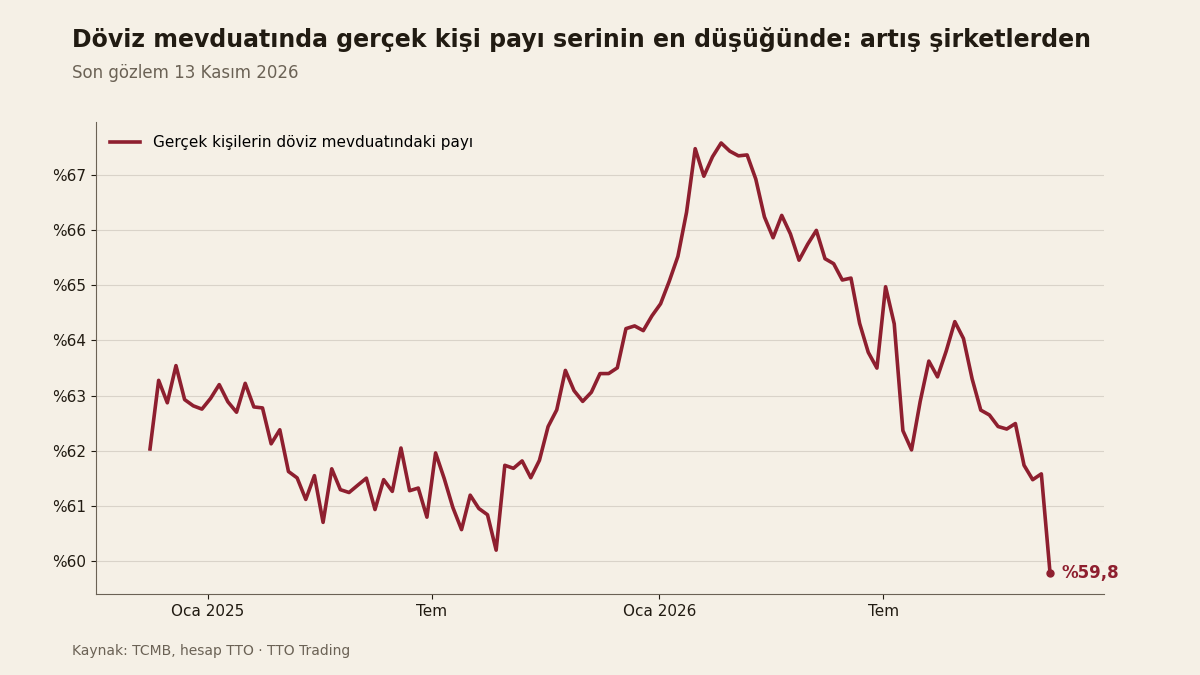 Döviz mevduatında gerçek kişi payı serinin en düşüğünde: artış şirketlerden
Son gözlem 13 Kasım 2026
Gerçek kişilerin döviz mevduatındaki payı
%67
%66
%65
%64
%63
%62
%61
%60
%59,8
Oca 2025 Tem Oca 2026 Tem
Kaynak: TCMB, hesap TTO · TTO Trading